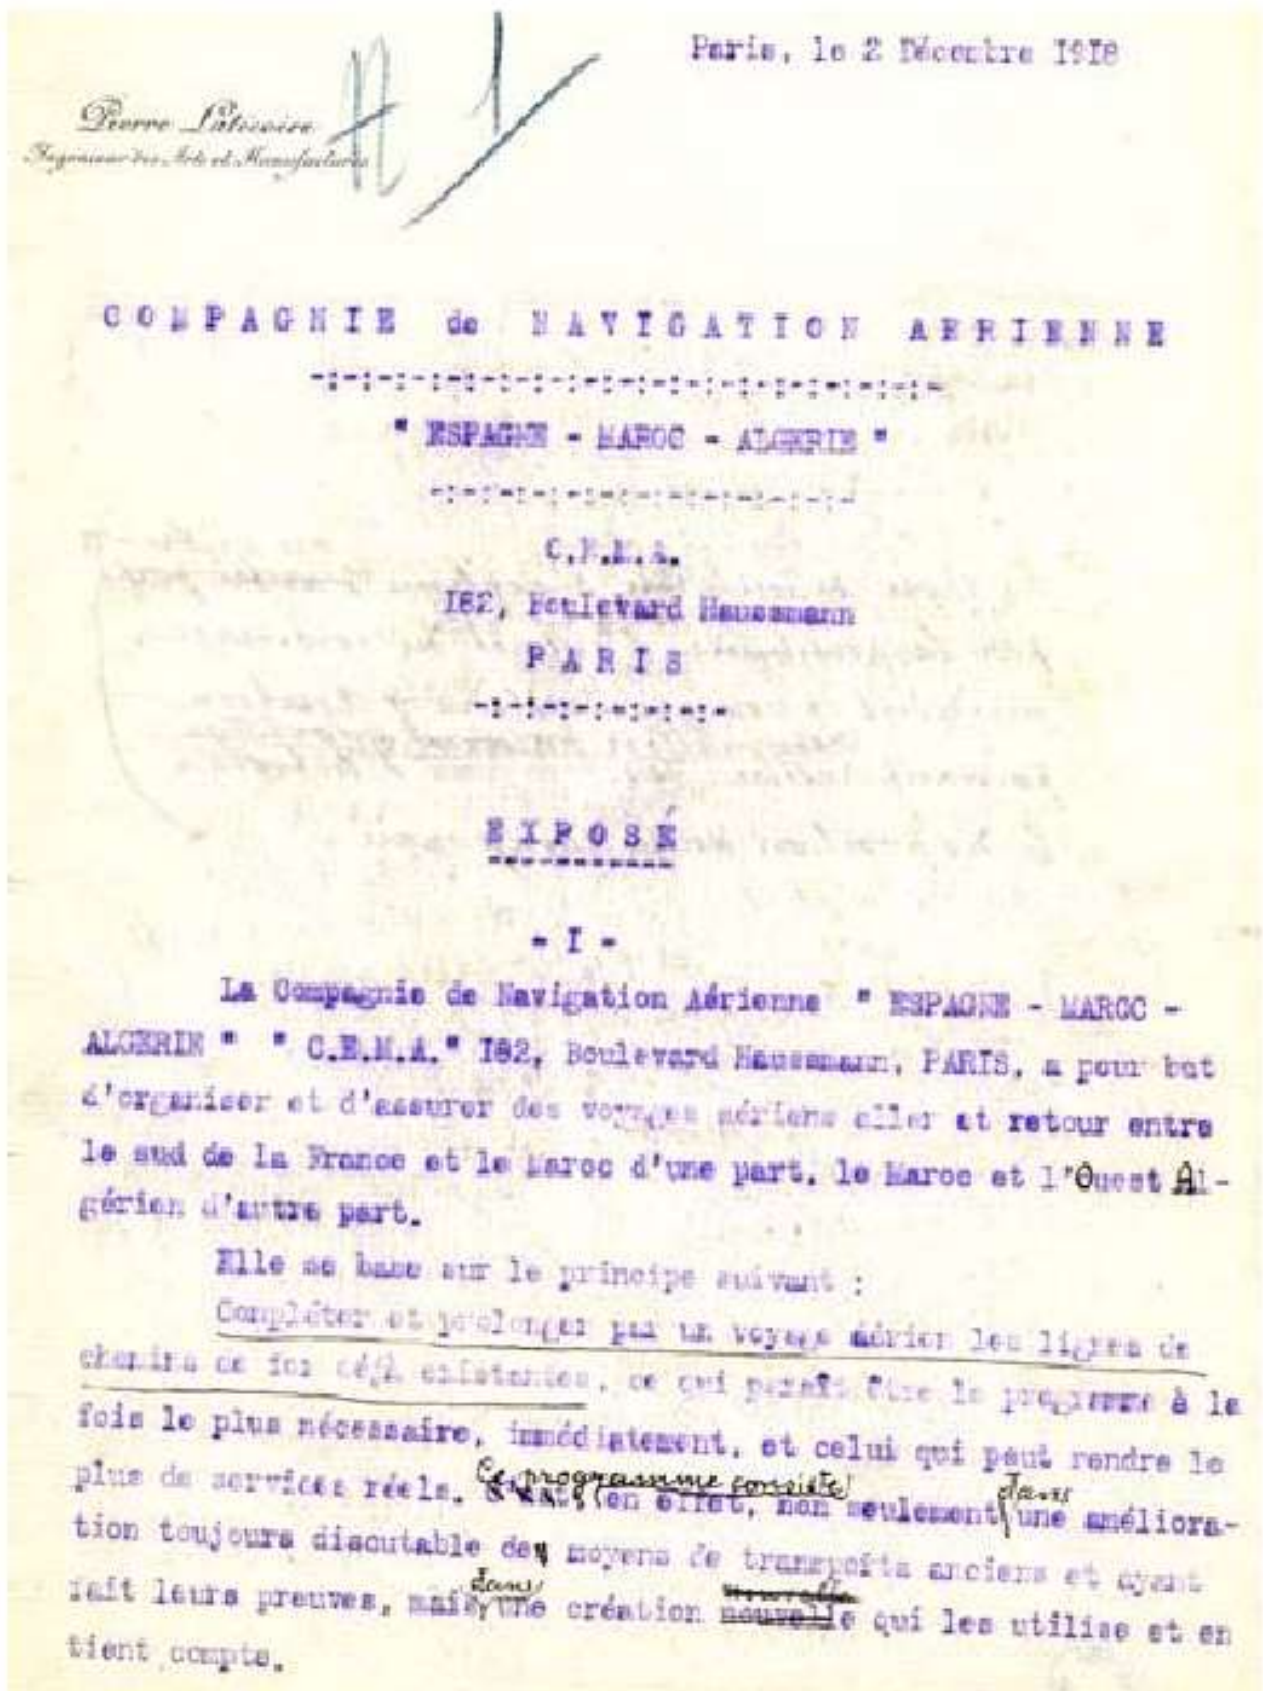 Paris, le 2 Décembre 1918
Pierre Latécoère
Ingénieur des Arts et Manufactures
COMPAGNIE de NAVIGATION AERIENNE
-:-:-:-:-:-:-:-:-:-:-:-:-:-:-:-:-:-:-
" ESPAGNE - MAROC - ALGERIE "
-:-:-:-:-:-:-:-:-:-:-:-:-
C.E.M.A.
182, Boulevard Haussmann
PARIS
-:-:-:-:-:-:-:-
EXPOSÉ
- I -
La Compagnie de Navigation Aérienne " ESPAGNE - MAROC -
ALGERIE " " C.E.M.A." 182, Boulevard Haussmann, PARIS, a pour but
d'organiser et d'assurer des voyages aériens aller et retour entre
le sud de la France et le Maroc d'une part, le Maroc et l'Ouest Al-
gérien d'autre part.
Elle se base sur le principe suivant :
Compléter et prolonger par un voyage aérien les lignes de
chemins de fer déjà existantes, ce qui paraît être le programme à la
fois le plus nécessaire, immédiatement, et celui qui peut rendre le
plus de services réels. Ce programme consiste, en effet, non seulement dans une améliora-
tion toujours discutable des moyens de transports anciens et ayant
fait leurs preuves, mais dans une création nouvelle qui les utilise et en
tient compte.